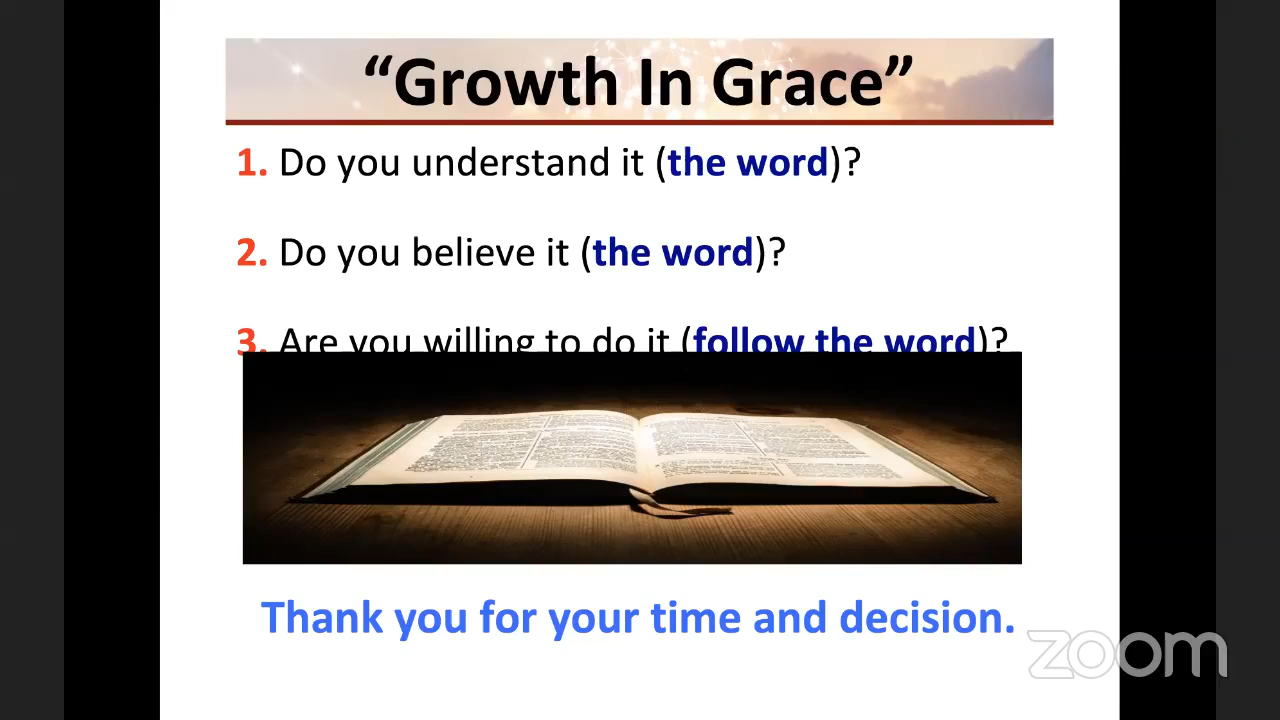 “Growth In Grace”
1. Do you understand it (the word)?
2. Do you believe it (the word)?
3. Are you willing to do it (follow the word)?
Thank you for your time and decision.
zoom